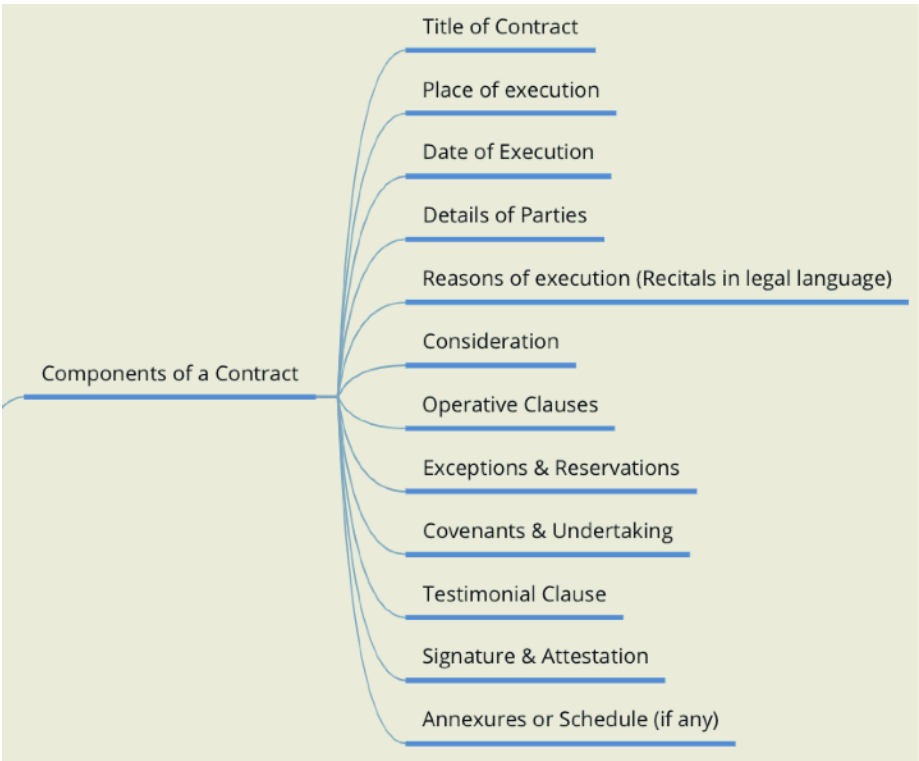 Title of Contract
Place of execution
Date of Execution
Details of Parties
Reasons of execution (Recitals in legal language)
Consideration
Components of a Contract
Operative Clauses
Exceptions & Reservations
Covenants & Undertaking
Testimonial Clause
Signature & Attestation
Annexures or Schedule (if any)